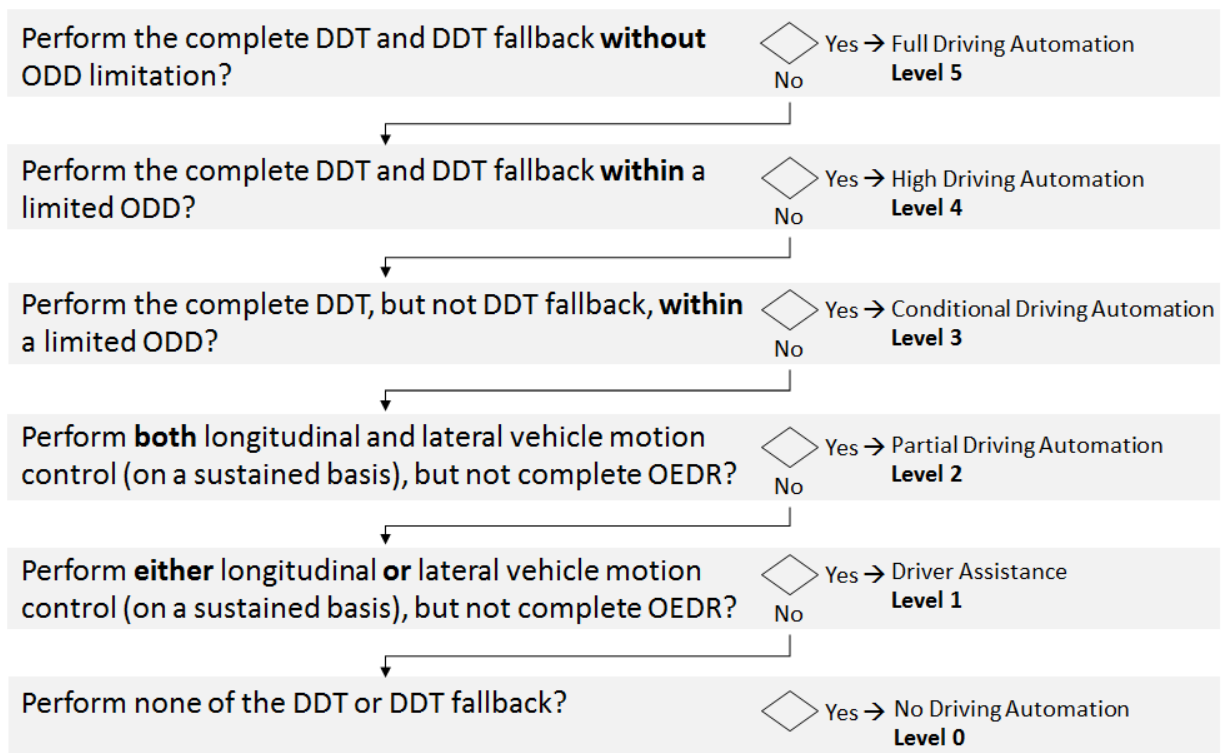 Perform the complete DDT and DDT fallback without
ODD limitation?
Yes → Full Driving Automation
Level 5
No
Perform the complete DDT and DDT fallback within a
limited ODD?
Yes → High Driving Automation
Level 4
No
Perform the complete DDT, but not DDT fallback, within
a limited ODD?
Yes → Conditional Driving Automation
Level 3
No
Perform both longitudinal and lateral vehicle motion
control (on a sustained basis), but not complete OEDR?
Yes → Partial Driving Automation
Level 2
No
Perform either longitudinal or lateral vehicle motion
control (on a sustained basis), but not complete OEDR?
Yes → Driver Assistance
Level 1
No
Perform none of the DDT or DDT fallback?
Yes → No Driving Automation
Level 0